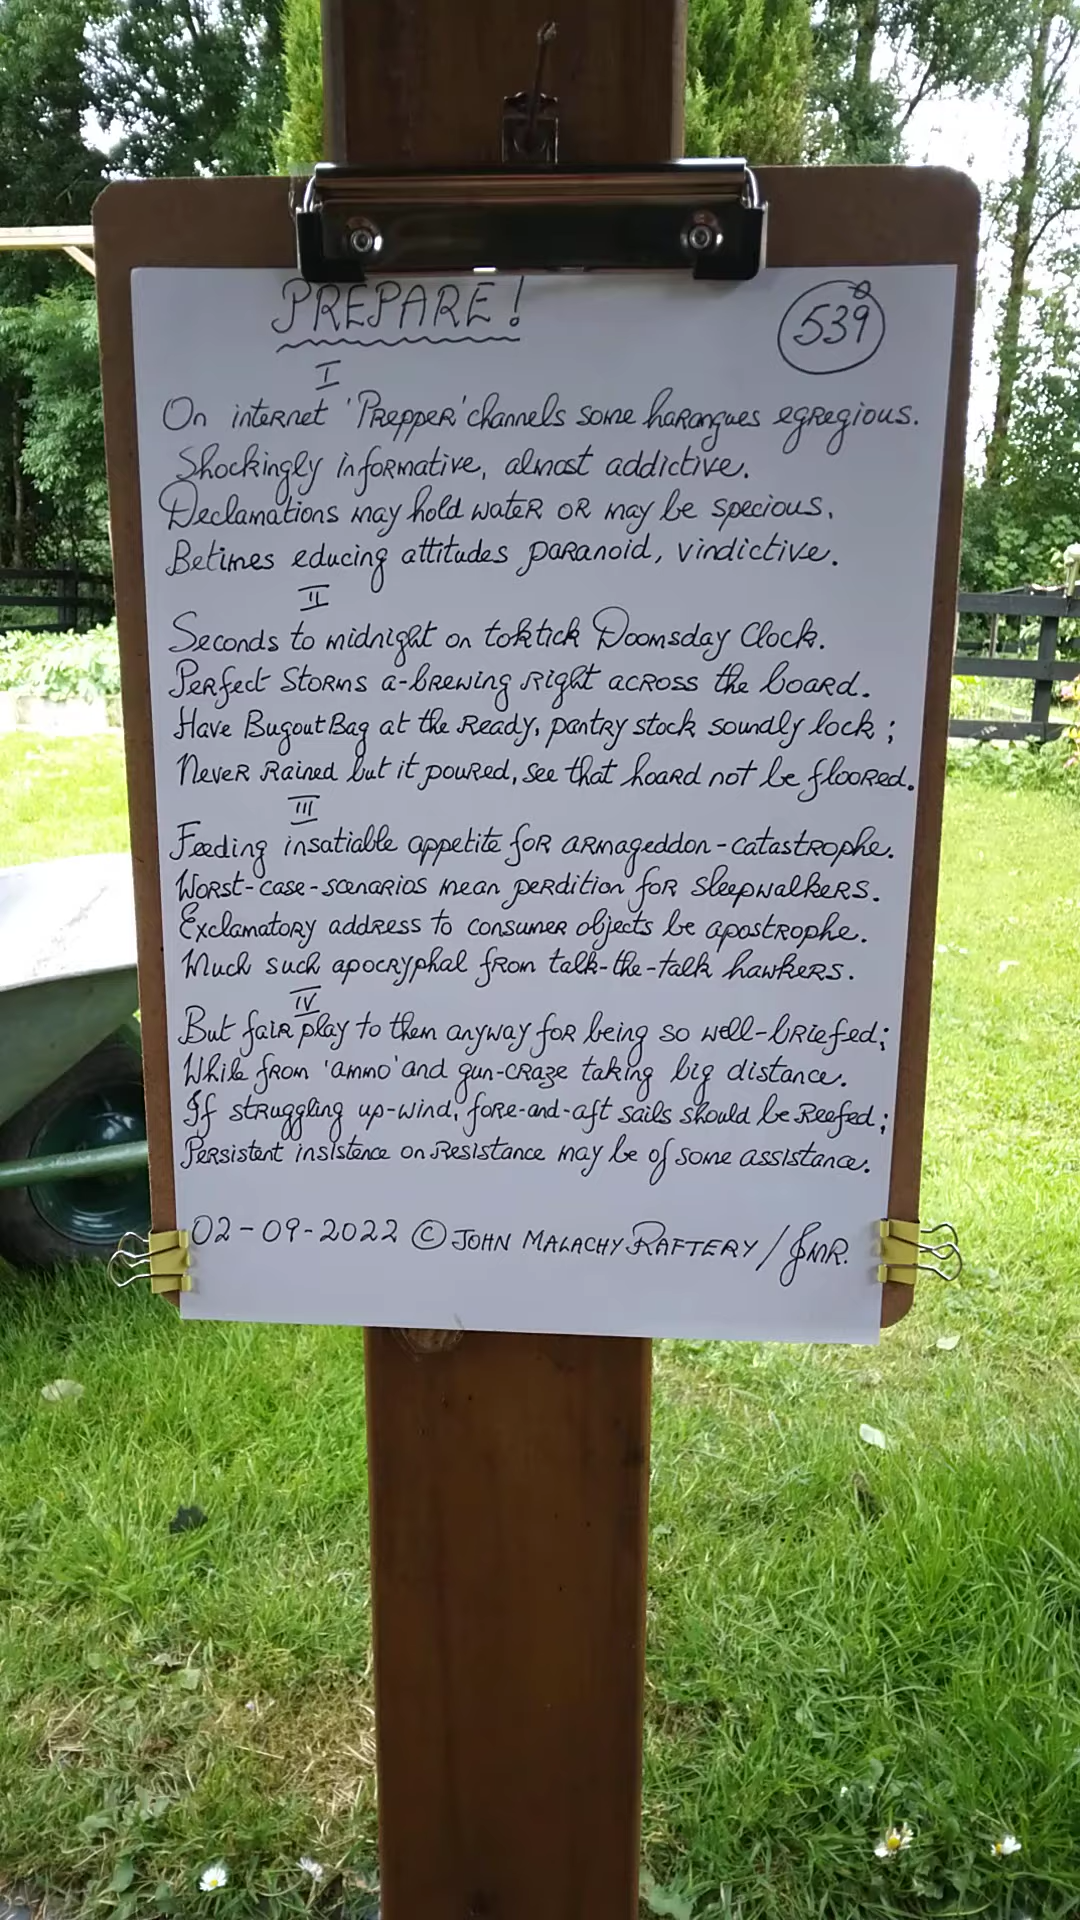 PREPARE!
539
I
On internet 'Prepper' channels some harangues egregious.
Shockingly informative, almost addictive.
Declamations may hold water or may be specious,
Betimes educing attitudes paranoid, vindictive.
II
Seconds to midnight on toktick Doomsday Clock.
Perfect Storms a-brewing right across the board.
Have BugoutBag at the Ready, pantry stock soundly lock;
Never Rained but it poured, see that hoard not be floored.
III
Feeding insatiable appetite for armageddon-catastrophe.
Worst-case-scenarios mean perdition for sleepwalkers.
Exclamatory address to consumer objects be apostrophe.
Much such apocryphal from talk-the-talk hawkers.
IV
But fair play to them anyway for being so well-briefed;
While from 'ammo' and gun-craze taking big distance.
If struggling up-wind, fore-and-aft sails should be Reefed;
Persistent insistence on Resistance may be of some assistance.
02-09-2022 © JOHN MALACHY RAFTERY / JMR.